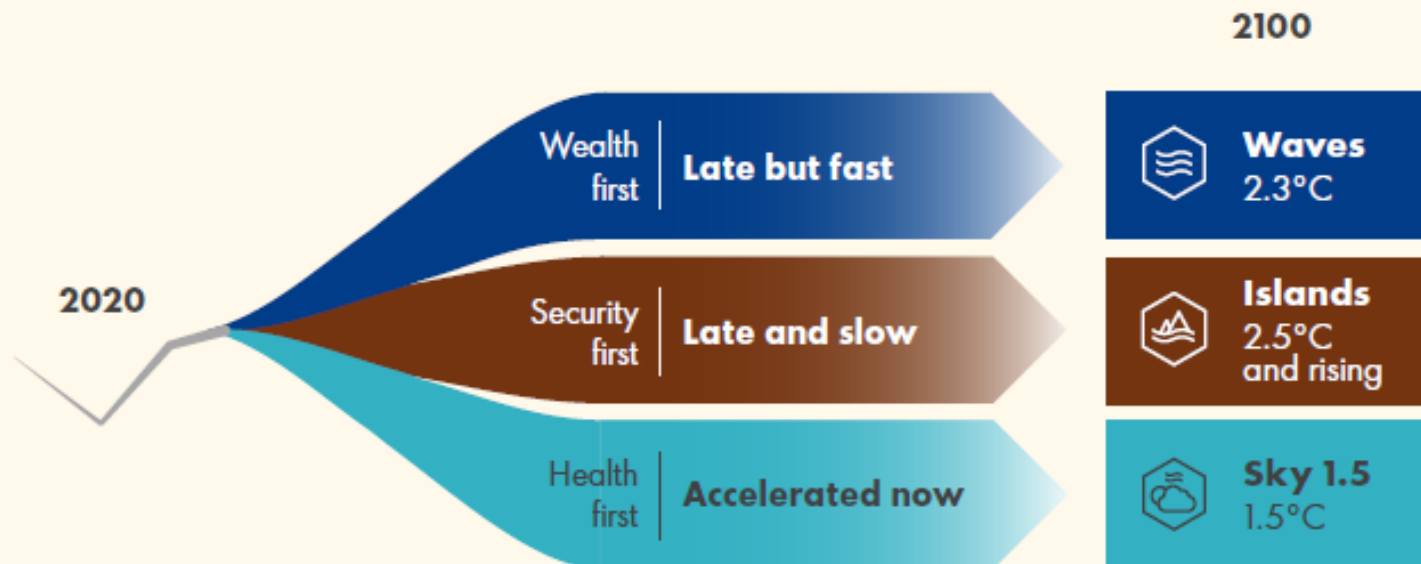 2100
2020
Wealth
first
Late but fast
Waves
2.3°C
Security
first
Late and slow
Islands
2.5°C
and rising
Health
first
Accelerated now
Sky 1.5
1.5°C